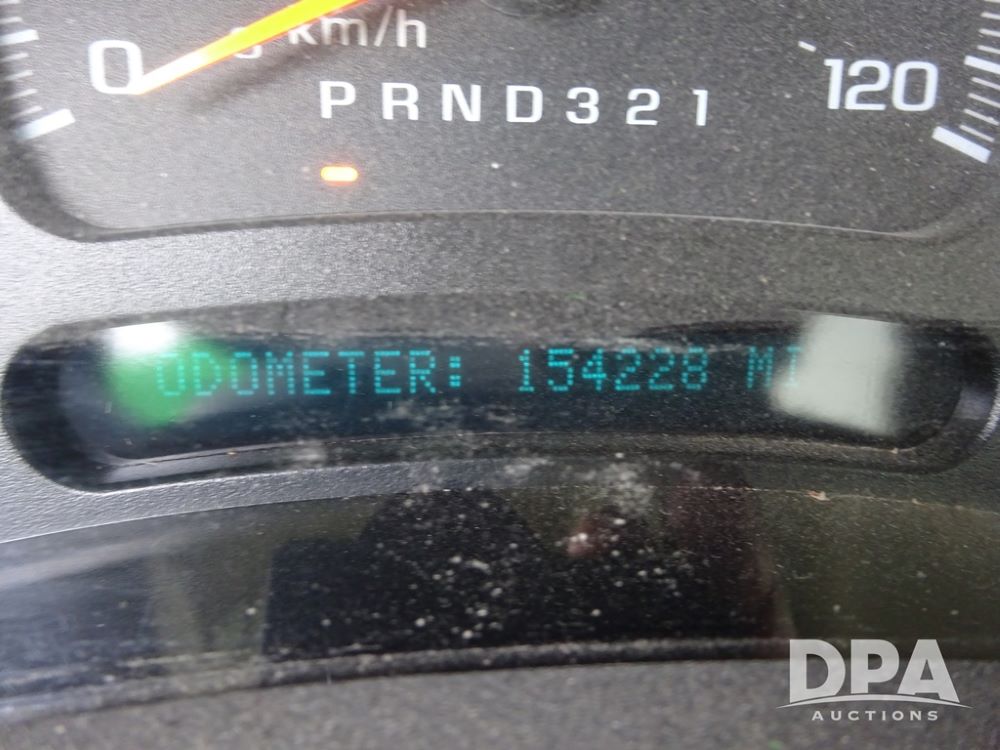 0 km/h
120
PRND321
ODOMETER: 154228 MI
DPA
AUCTIONS